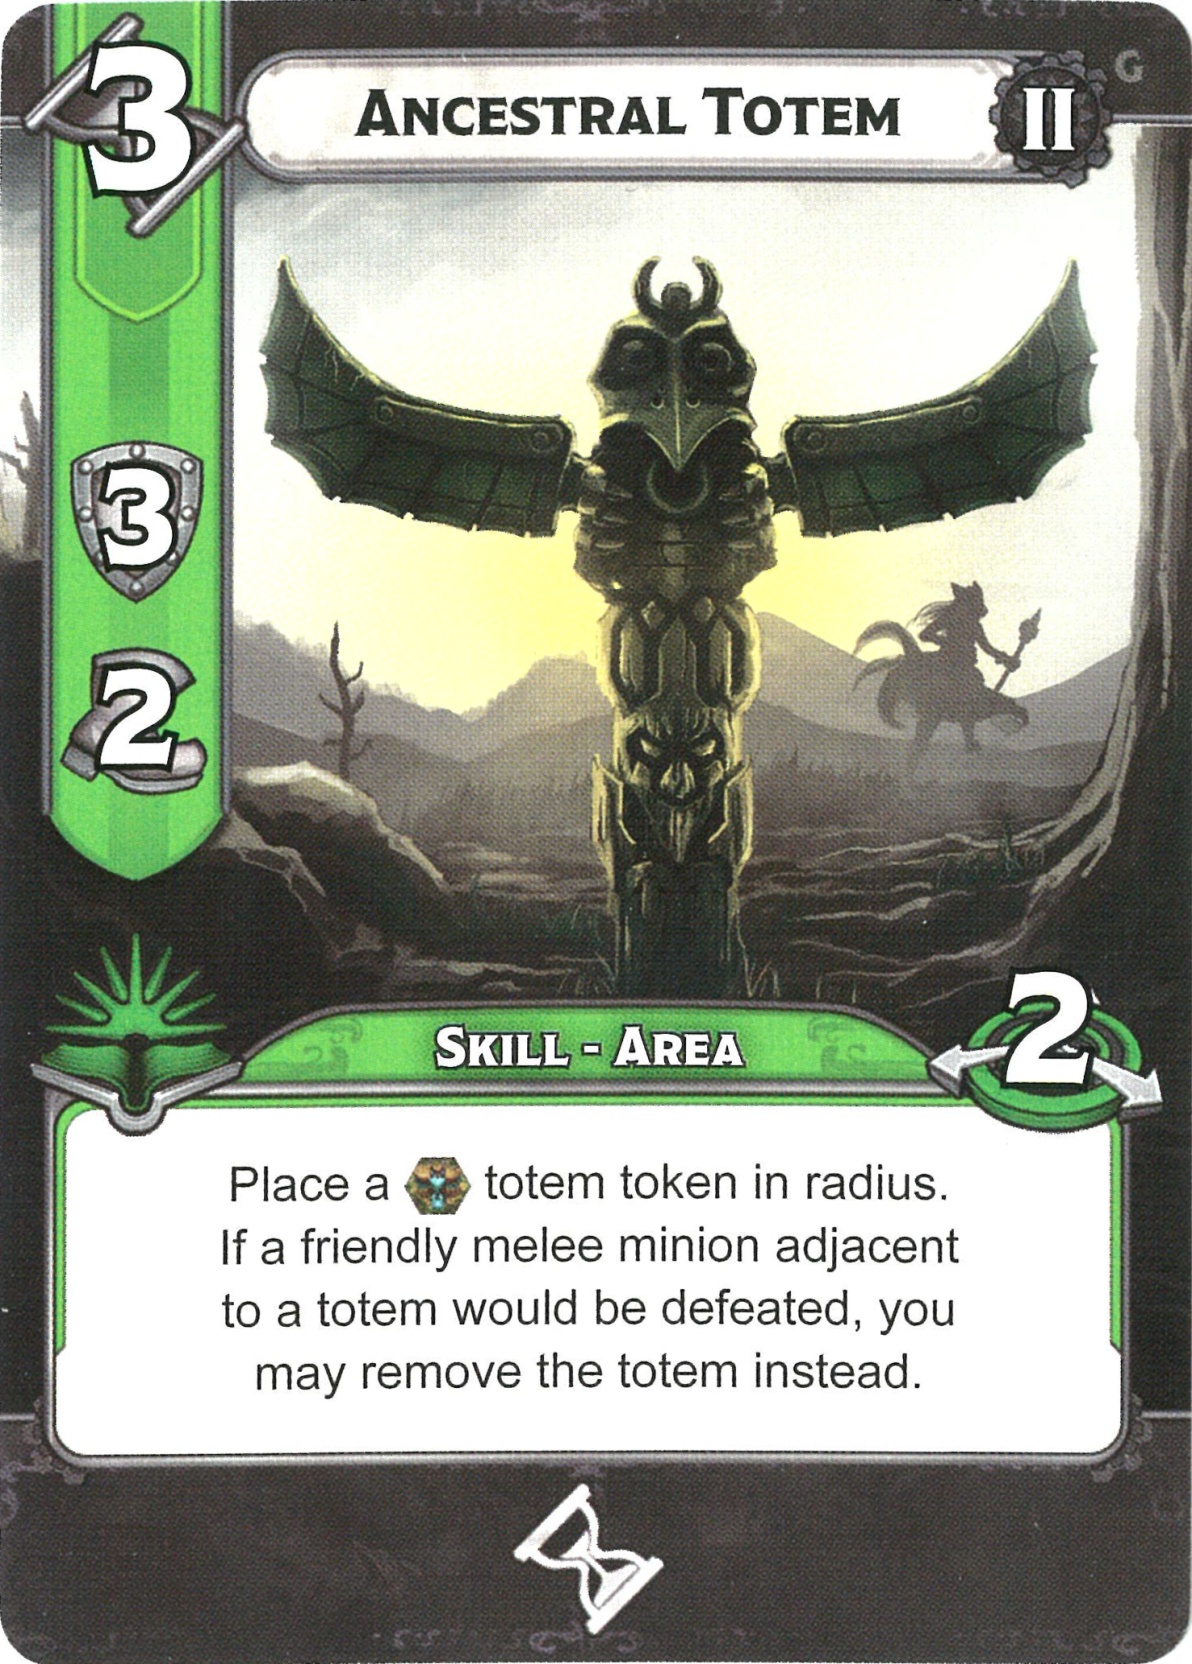 3
ANCESTRAL TOTEM
II
G
3
2
SKILL - AREA
2
Place a totem token in radius.
If a friendly melee minion adjacent
to a totem would be defeated, you
may remove the totem instead.